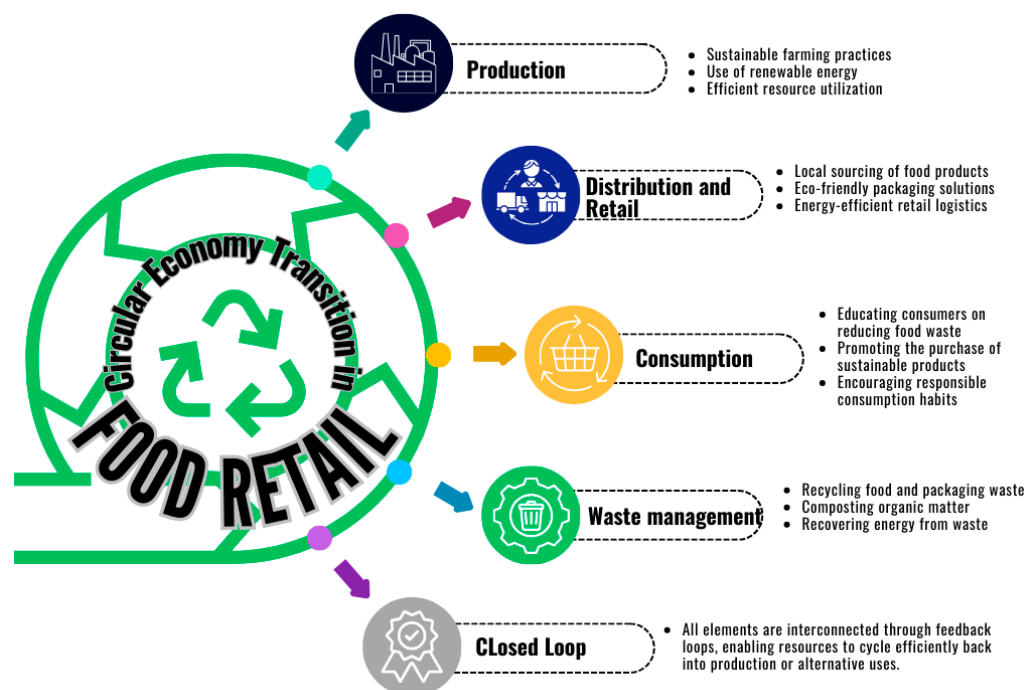 Circular Economy Transition in
FOOD RETAIL
Production
• Sustainable farming practices
• Use of renewable energy
• Efficient resource utilization
Distribution and
Retail
• Local sourcing of food products
• Eco-friendly packaging solutions
• Energy-efficient retail logistics
Consumption
• Educating consumers on
reducing food waste
• Promoting the purchase of
sustainable products
• Encouraging responsible
consumption habits
Waste management
• Recycling food and packaging waste
• Composting organic matter
• Recovering energy from waste
CLosed Loop
• All elements are interconnected through feedback
loops, enabling resources to cycle efficiently back
into production or alternative uses.